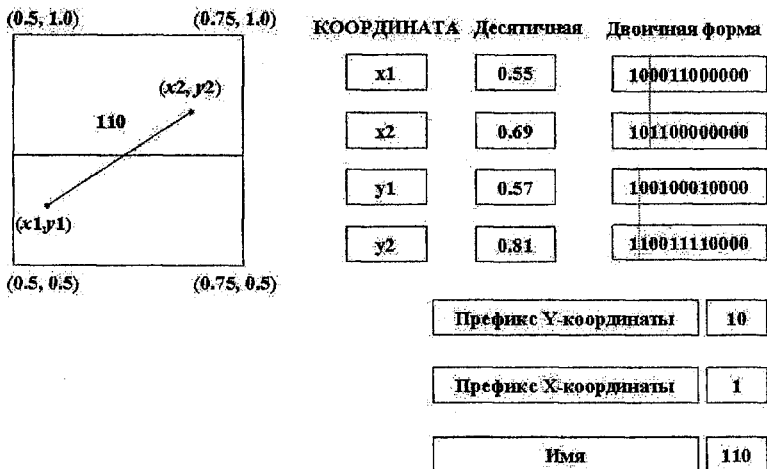 (0.5, 1.0) (0.75, 1.0)
(x2, y2)
110
(x1,y1)
(0.5, 0.5) (0.75, 0.5)
КООРДИНАТА Десятичная Двоичная форма
x1 0.55 100011000000
x2 0.69 101100000000
y1 0.57 100100010000
y2 0.81 110011110000
Префикс Y-координаты 10
Префикс X-координаты 1
Имя 110